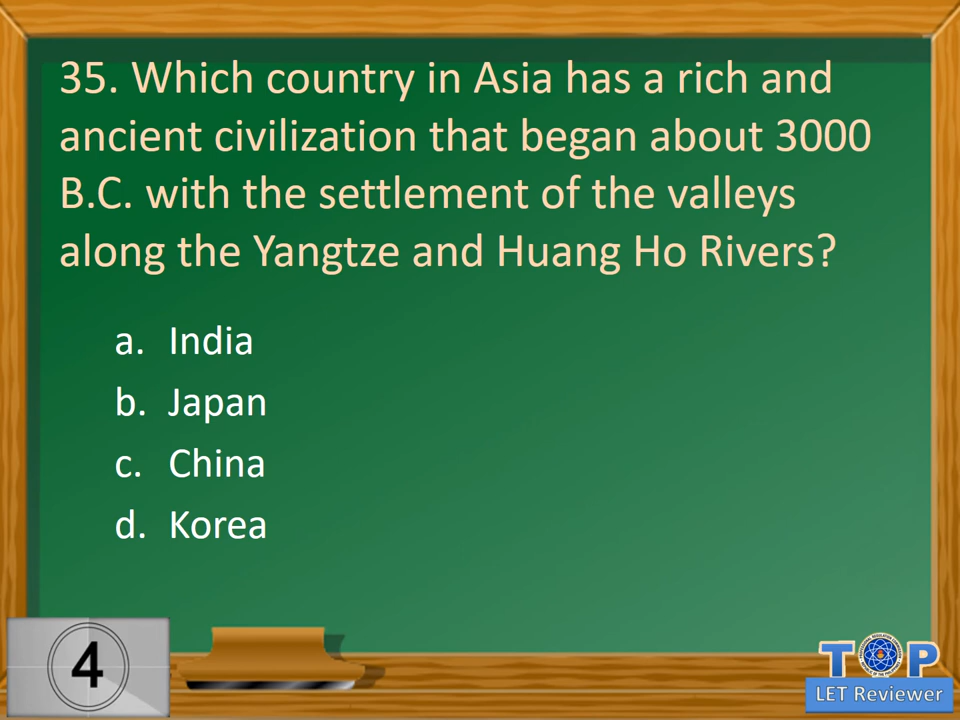 35. Which country in Asia has a rich and
ancient civilization that began about 3000
B.C. with the settlement of the valleys
along the Yangtze and Huang Ho Rivers?
a. India
b. Japan
c. China
d. Korea
4
TOP
LET Reviewer